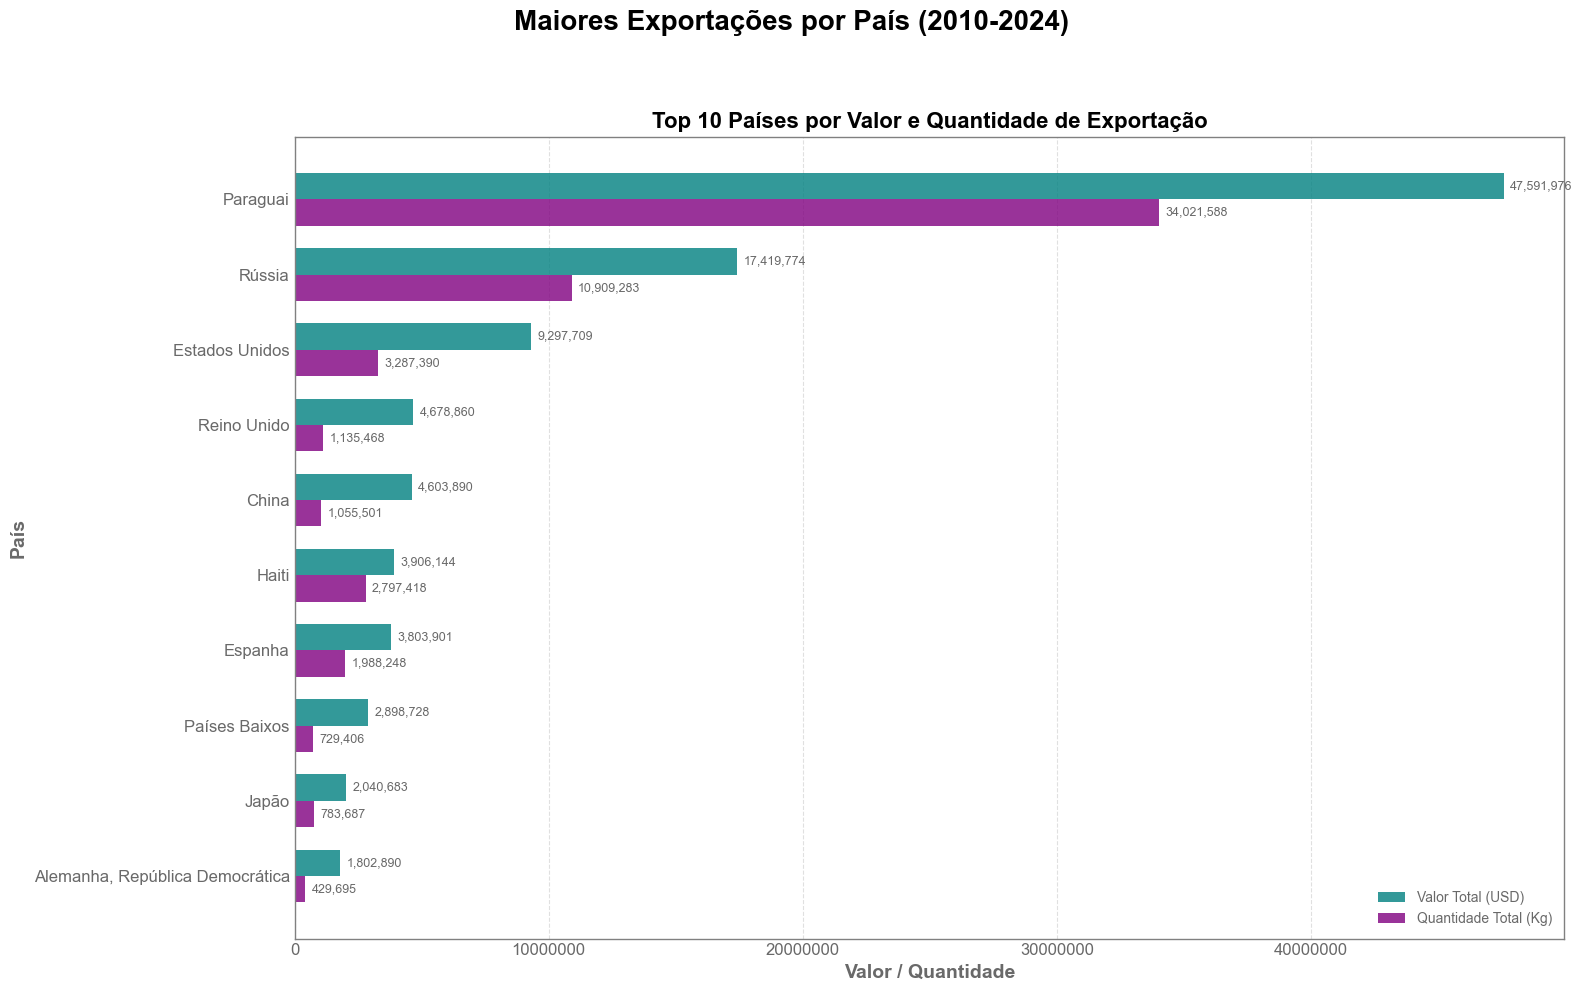 Maiores Exportações por País (2010-2024)
Top 10 Países por Valor e Quantidade de Exportação
País
Paraguai
47,591,976
34,021,588
Rússia
17,419,774
10,909,283
Estados Unidos
9,297,709
3,287,390
Reino Unido
4,678,860
1,135,468
China
4,603,890
1,055,501
Haiti
3,906,144
2,797,418
Espanha
3,803,901
1,988,248
Países Baixos
2,898,728
729,406
Japão
2,040,683
783,687
Alemanha, República Democrática
1,802,890
429,695
Valor Total (USD)
Quantidade Total (Kg)
0 10000000 20000000 30000000 40000000
Valor / Quantidade